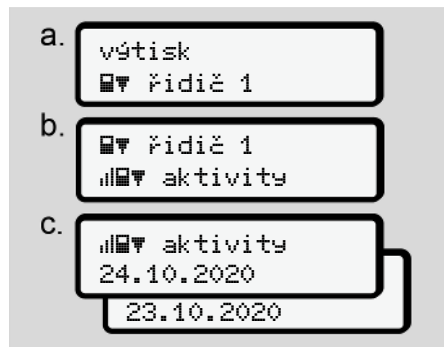 a.
výtisk
řidič 1
b.
řidič 1
aktivity
c.
aktivity
24.10.2020
23.10.2020